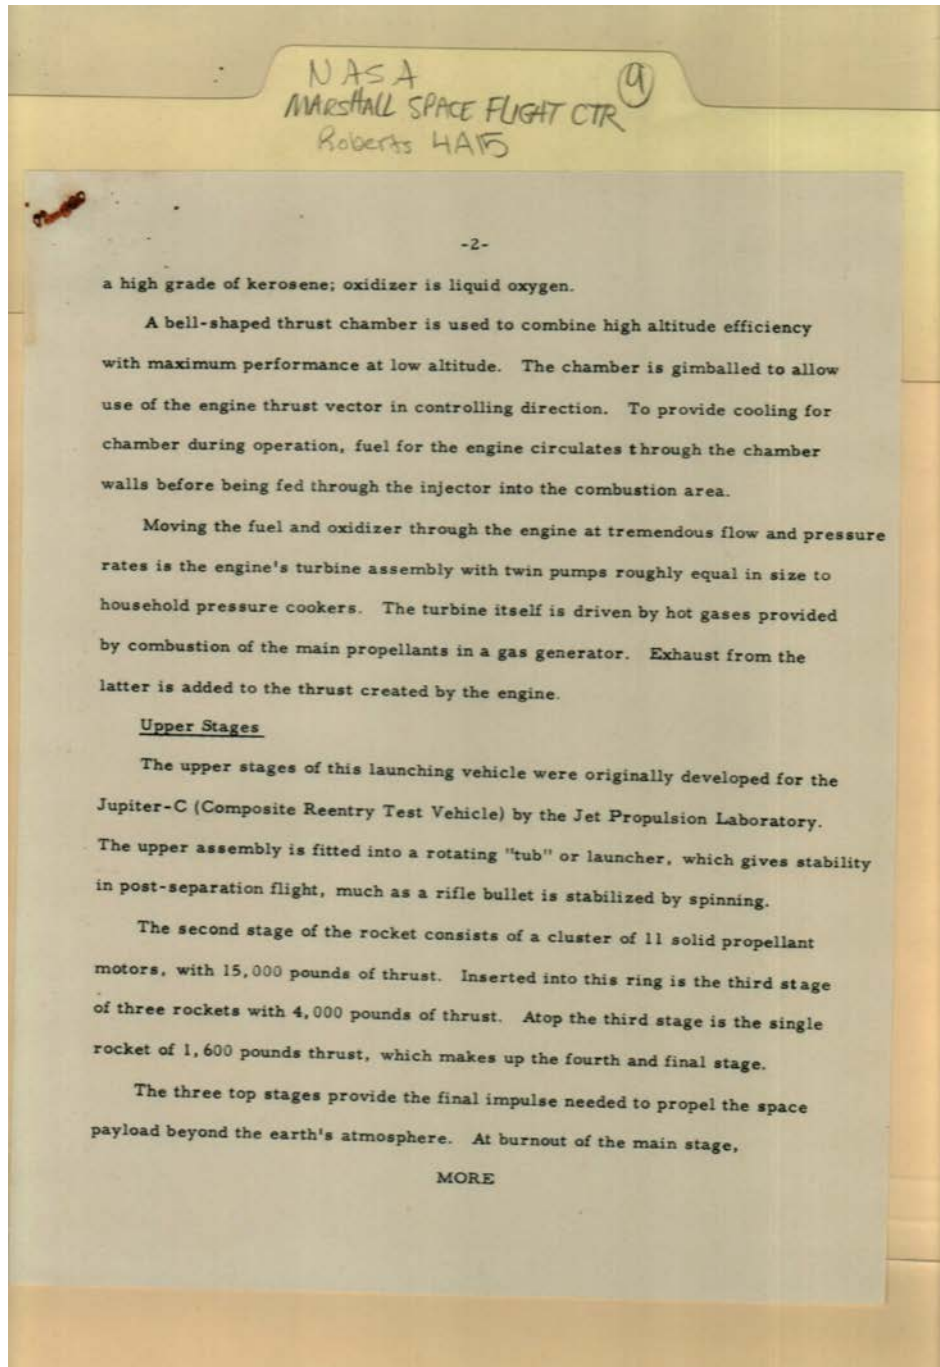 NASA
9
MARSHALL SPACE FLIGHT CTR
Roberts 4A15
-2-
a high grade of kerosene; oxidizer is liquid oxygen.
A bell-shaped thrust chamber is used to combine high altitude efficiency
with maximum performance at low altitude. The chamber is gimballed to allow
use of the engine thrust vector in controlling direction. To provide cooling for
chamber during operation, fuel for the engine circulates through the chamber
walls before being fed through the injector into the combustion area.
Moving the fuel and oxidizer through the engine at tremendous flow and pressure
rates is the engine's turbine assembly with twin pumps roughly equal in size to
household pressure cookers. The turbine itself is driven by hot gases provided
by combustion of the main propellants in a gas generator. Exhaust from the
latter is added to the thrust created by the engine.
Upper Stages
The upper stages of this launching vehicle were originally developed for the
Jupiter-C (Composite Reentry Test Vehicle) by the Jet Propulsion Laboratory.
The upper assembly is fitted into a rotating "tub" or launcher, which gives stability
in post-separation flight, much as a rifle bullet is stabilized by spinning.
The second stage of the rocket consists of a cluster of 11 solid propellant
motors, with 15,000 pounds of thrust. Inserted into this ring is the third stage
of three rockets with 4,000 pounds of thrust. Atop the third stage is the single
rocket of 1,600 pounds thrust, which makes up the fourth and final stage.
The three top stages provide the final impulse needed to propel the space
payload beyond the earth's atmosphere. At burnout of the main stage,
MORE